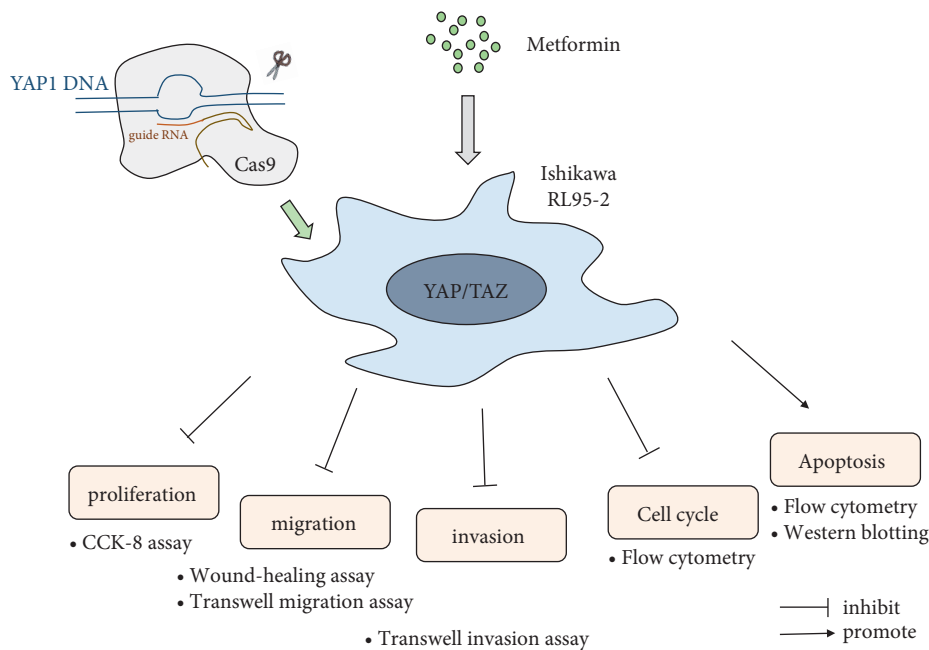 YAP1 DNA
guide RNA
Cas9
Metformin
Ishikawa
RL95-2
YAP/TAZ
proliferation
• CCK-8 assay
migration
• Wound-healing assay
• Transwell migration assay
invasion
• Transwell invasion assay
Cell cycle
• Flow cytometry
Apoptosis
• Flow cytometry
• Western blotting
inhibit
promote